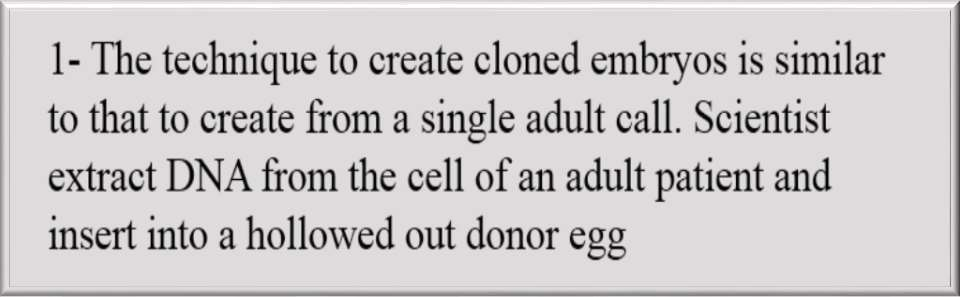 1- The technique to create cloned embryos is similar
to that to create from a single adult call. Scientist
extract DNA from the cell of an adult patient and
insert into a hollowed out donor egg